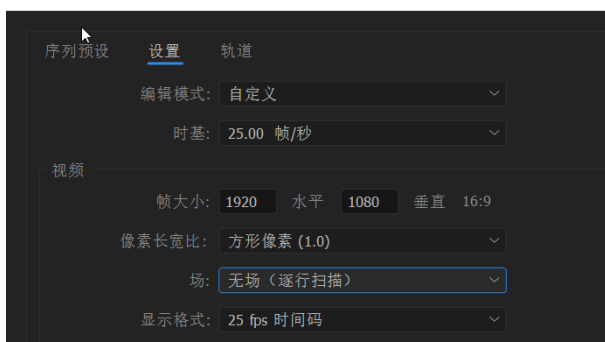 序列预设 设置 轨道
编辑模式: 自定义
时基: 25.00 帧/秒
视频
帧大小: 1920 水平 1080 垂直 16:9
像素长宽比: 方形像素 (1.0)
场: 无场（逐行扫描）
显示格式: 25 fps 时间码